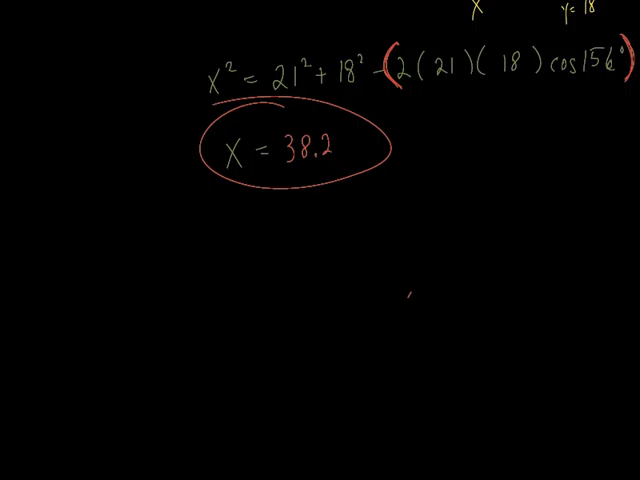 x y=18
x² = 21² + 18² - (2(21)(18) cos156°)
x = 38.2